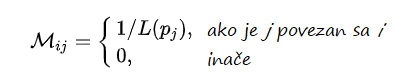 ℳij = { 1/L(pj), ako je j povezan sa i
0, inače